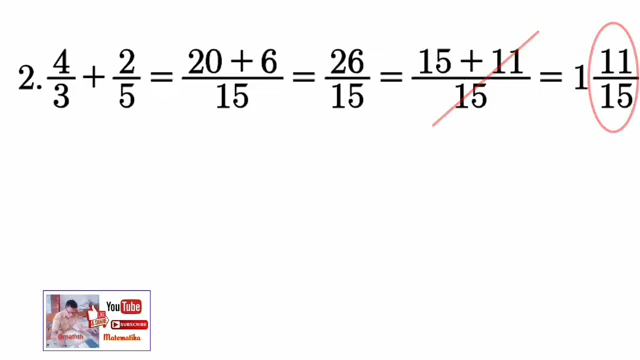 2. 4/3 + 2/5 = (20 + 6)/15 = 26/15 = (15 + 11)/15 = 1 11/15
YouTube
SUBSCRIBE
Matematika